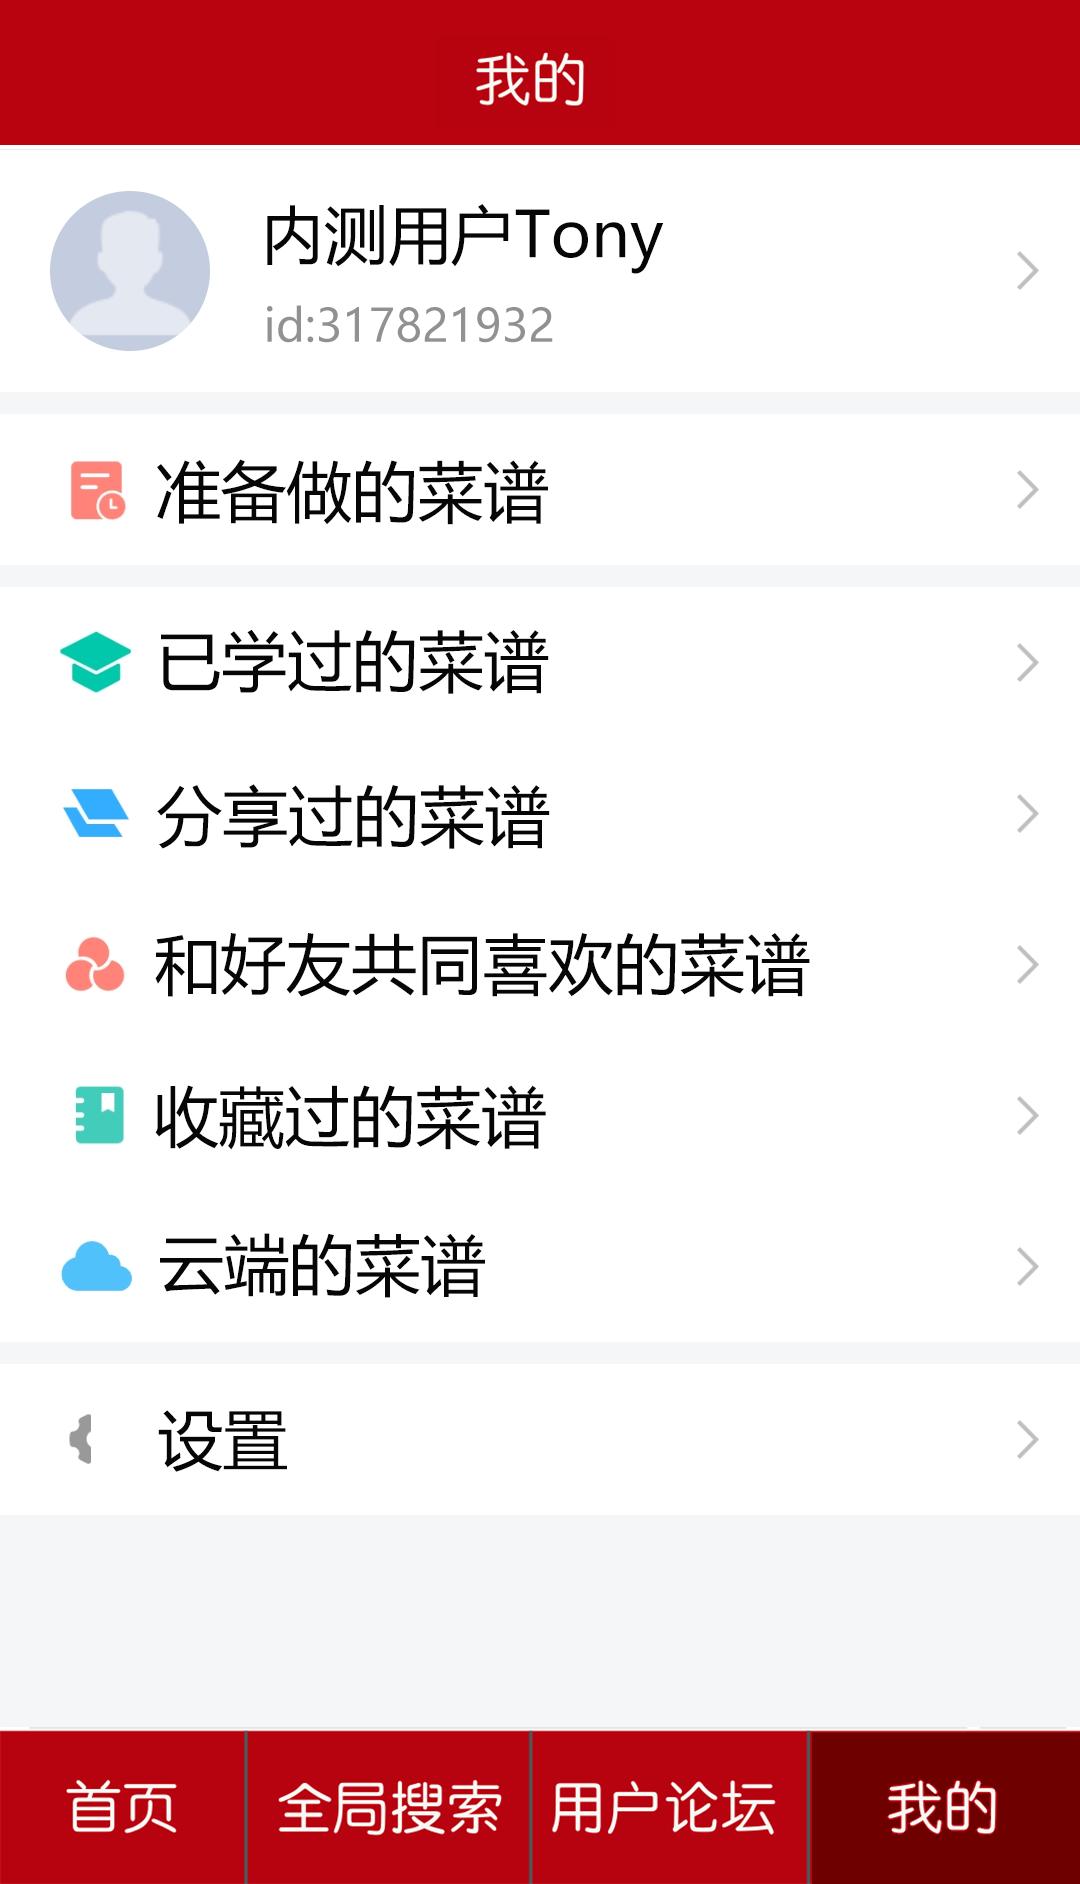 我的
内测用户Tony
id:317821932
准备做的菜谱
已学过的菜谱
分享过的菜谱
和好友共同喜欢的菜谱
收藏过的菜谱
云端的菜谱
设置
首页 全局搜索 用户论坛 我的